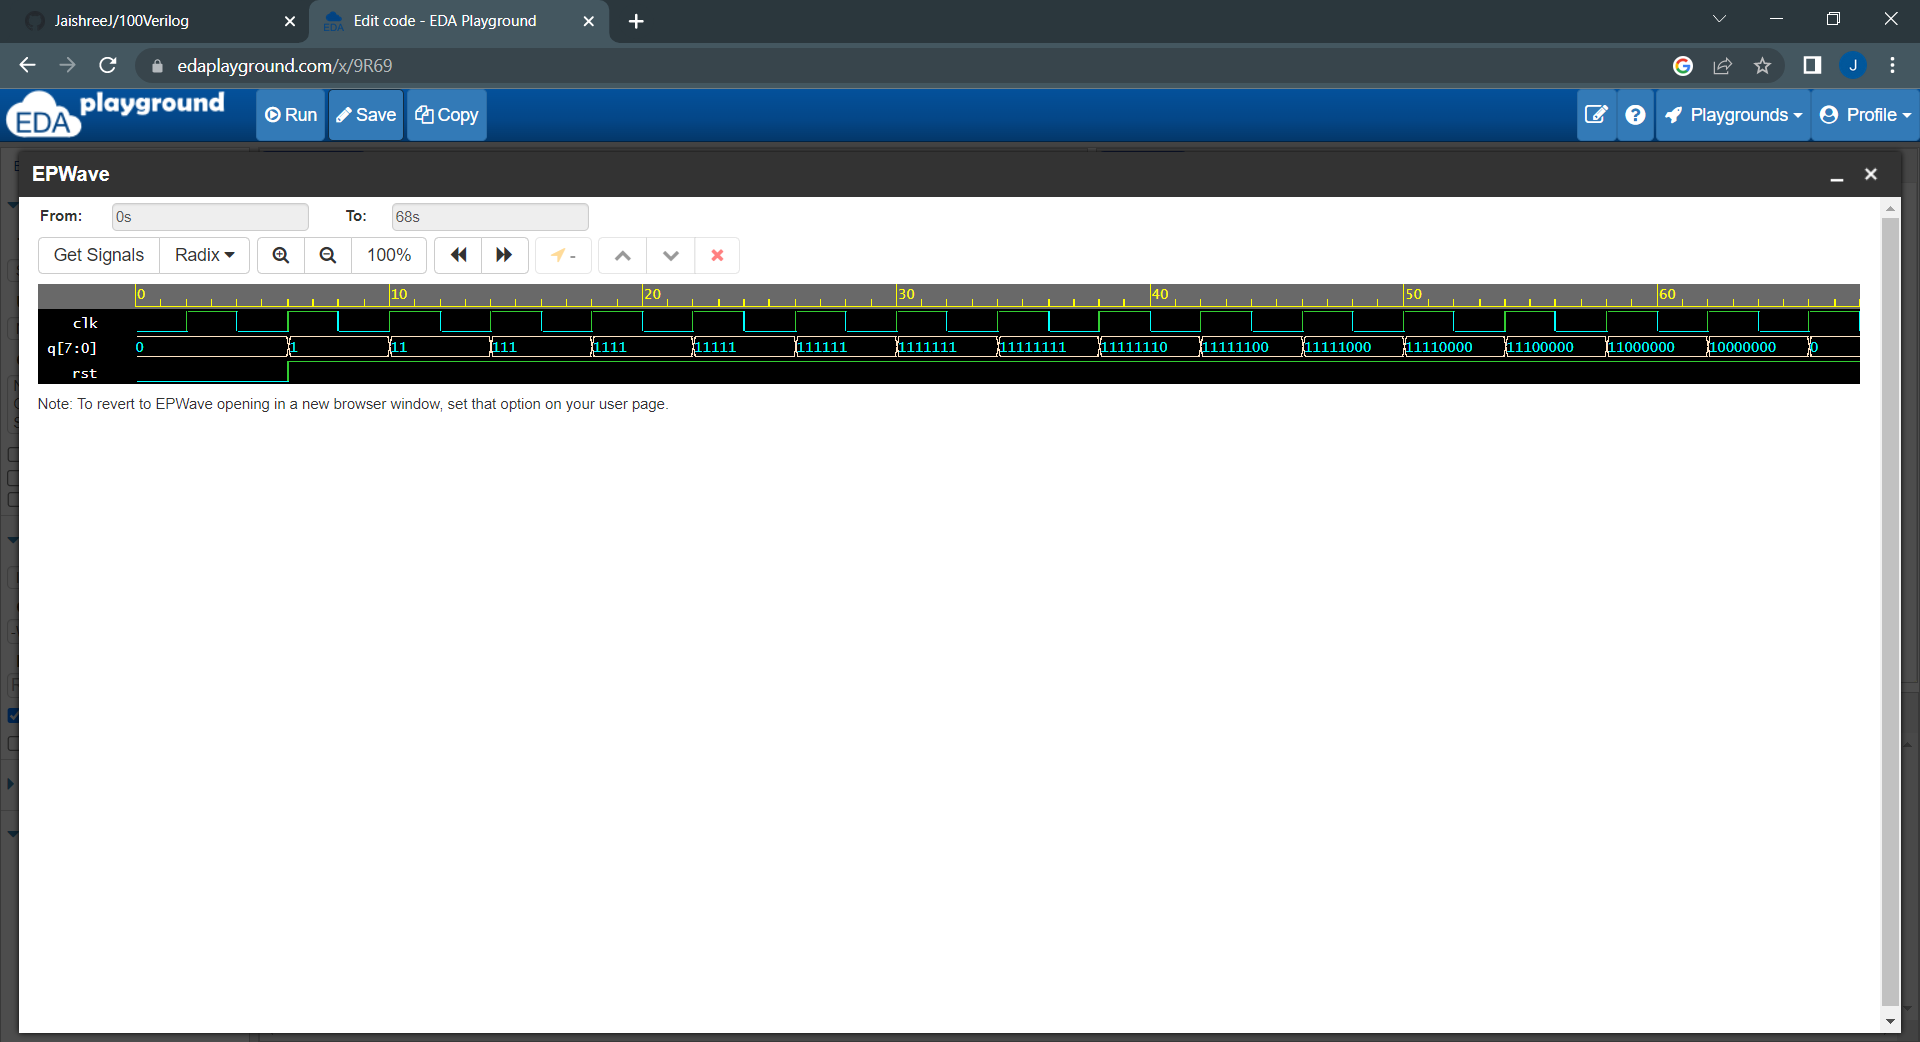 JaishreeJ/100Verilog
Edit code - EDA Playground
edaplayground.com/x/9R69
J
EDA playground
Run
Save
Copy
Playgrounds
Profile
EPWave
From:
0s
To:
68s
Get Signals
Radix
100%
-
0 10 20 30 40 50 60
clk
q[7:0] 0 1 11 111 1111 11111 111111 1111111 11111111 11111110 11111100 11111000 11110000 11100000 11000000 10000000 0
rst
Note: To revert to EPWave opening in a new browser window, set that option on your user page.